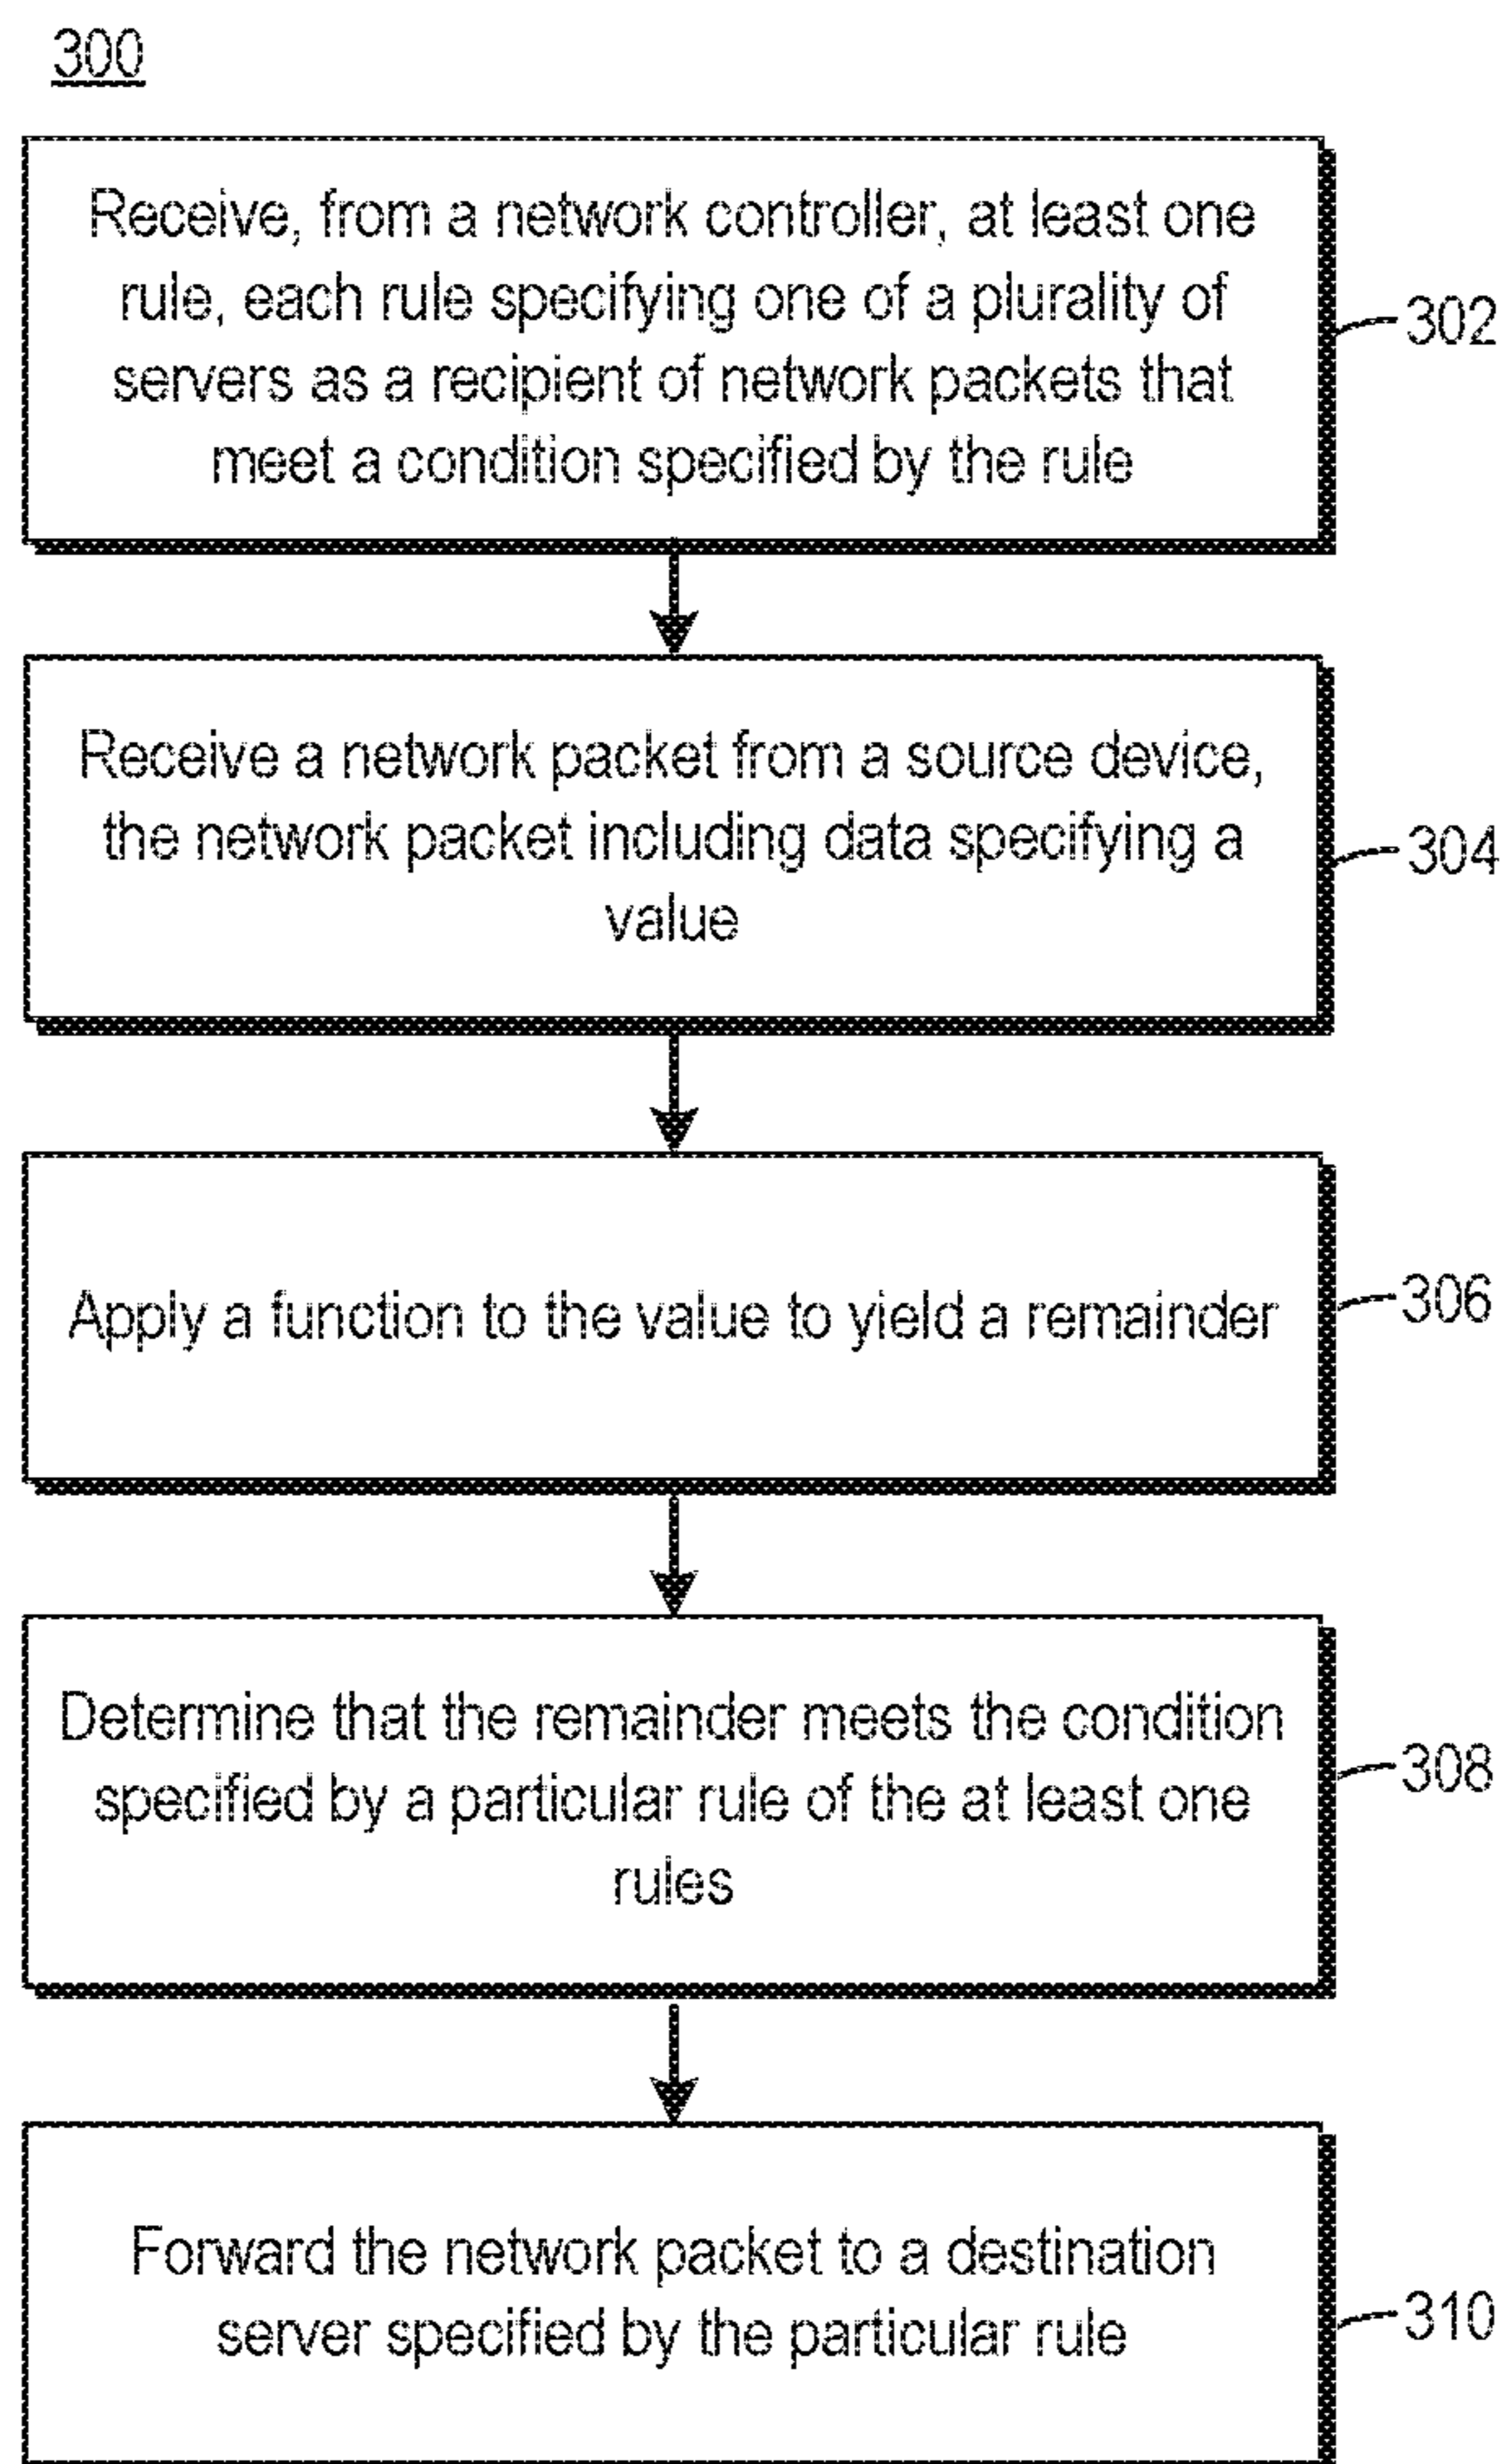 300
Receive, from a network controller, at least one
rule, each rule specifying one of a plurality of
servers as a recipient of network packets that
meet a condition specified by the rule
302
Receive a network packet from a source device,
the network packet including data specifying a
value
304
Apply a function to the value to yield a remainder
306
Determine that the remainder meets the condition
specified by a particular rule of the at least one
rules
308
Forward the network packet to a destination
server specified by the particular rule
310